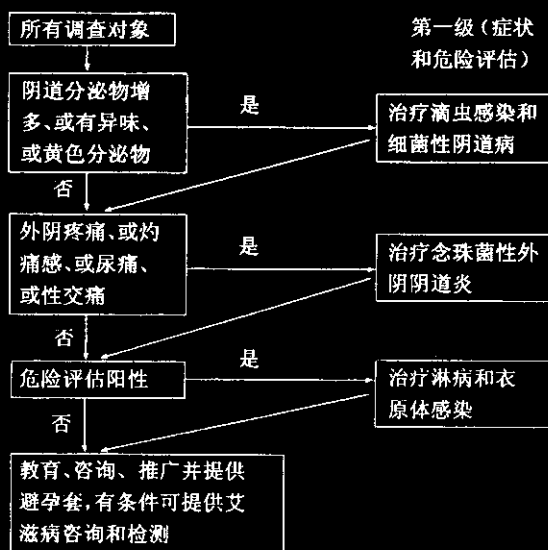 所有调查对象
第一级(症状
和危险评估)
阴道分泌物增
多、或有异味、
或黄色分泌物
是
治疗滴虫感染和
细菌性阴道病
否
外阴疼痛、或灼
痛感、或尿痛、
或性交痛
是
治疗念珠菌性外
阴阴道炎
否
危险评估阳性
是
治疗淋病和衣
原体感染
否
教育、咨询、推广并提供
避孕套,有条件可提供艾
滋病咨询和检测